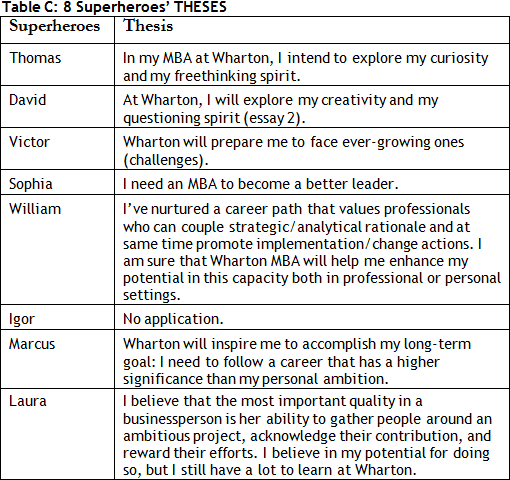 Table C: 8 Superheroes’ THESES
Superheroes Thesis
Thomas In my MBA at Wharton, I intend to explore my curiosity
and my freethinking spirit.
David At Wharton, I will explore my creativity and my
questioning spirit (essay 2).
Victor Wharton will prepare me to face ever-growing ones
(challenges).
Sophia I need an MBA to become a better leader.
William I’ve nurtured a career path that values professionals
who can couple strategic/analytical rationale and at
same time promote implementation/change actions. I
am sure that Wharton MBA will help me enhance my
potential in this capacity both in professional or personal
settings.
Igor No application.
Marcus Wharton will inspire me to accomplish my long-term
goal: I need to follow a career that has a higher
significance than my personal ambition.
Laura I believe that the most important quality in a
businessperson is her ability to gather people around an
ambitious project, acknowledge their contribution, and
reward their efforts. I believe in my potential for doing
so, but I still have a lot to learn at Wharton.